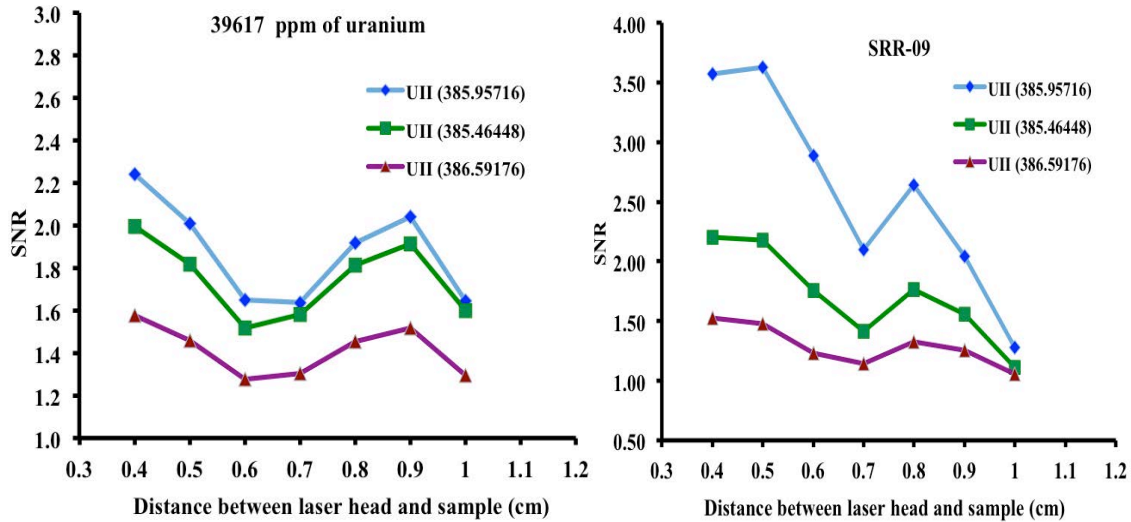 39617 ppm of uranium
UII (385.95716)
UII (385.46448)
UII (386.59176)
SNR
3.0
2.8
2.6
2.4
2.2
2.0
1.8
1.6
1.4
1.2
1.0
0.3 0.4 0.5 0.6 0.7 0.8 0.9 1 1.1 1.2
Distance between laser head and sample (cm)
SRR-09
UII (385.95716)
UII (385.46448)
UII (386.59176)
SNR
4.00
3.50
3.00
2.50
2.00
1.50
1.00
0.50
0.3 0.4 0.5 0.6 0.7 0.8 0.9 1 1.1 1.2
Distance between laser head and sample (cm)